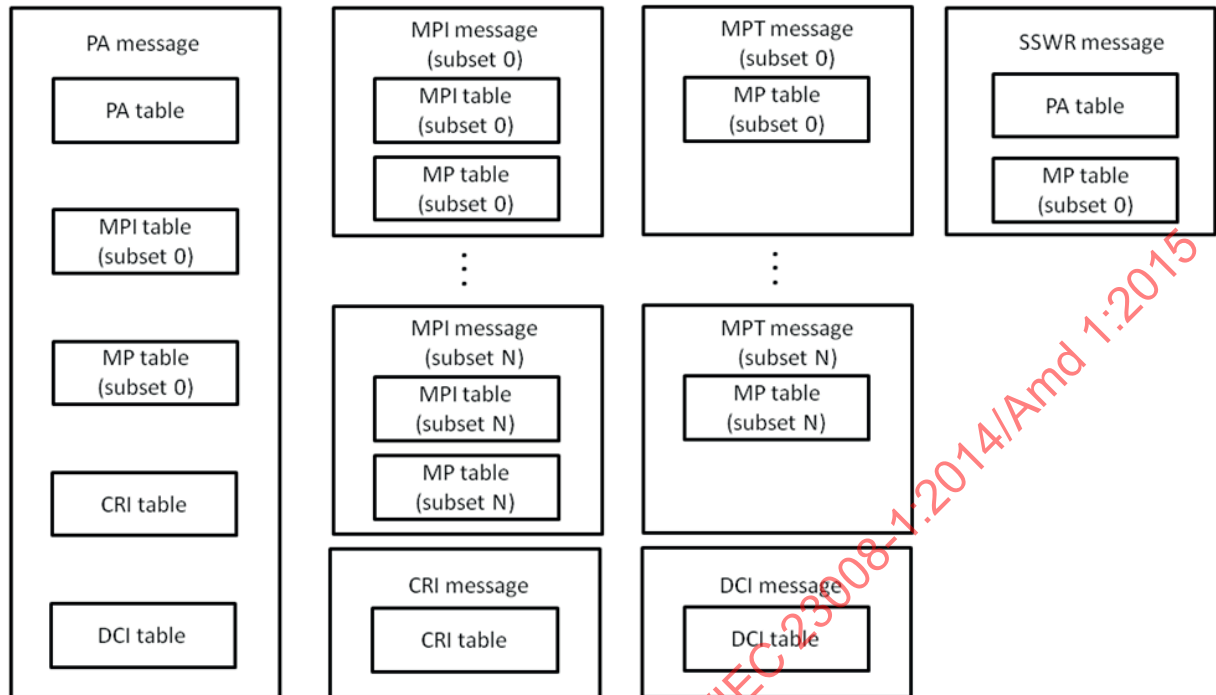 PA message
PA table
MPI table
(subset 0)
MP table
(subset 0)
CRI table
DCI table
MPI message
(subset 0)
MPI table
(subset 0)
MP table
(subset 0)
⋮
MPI message
(subset N)
MPI table
(subset N)
MP table
(subset N)
CRI message
CRI table
MPT message
(subset 0)
MP table
(subset 0)
⋮
MPT message
(subset N)
MP table
(subset N)
DCI message
DCI table
SSWR message
PA table
MP table
(subset 0)
IEC 23008-1:2014/Amd 1:2015